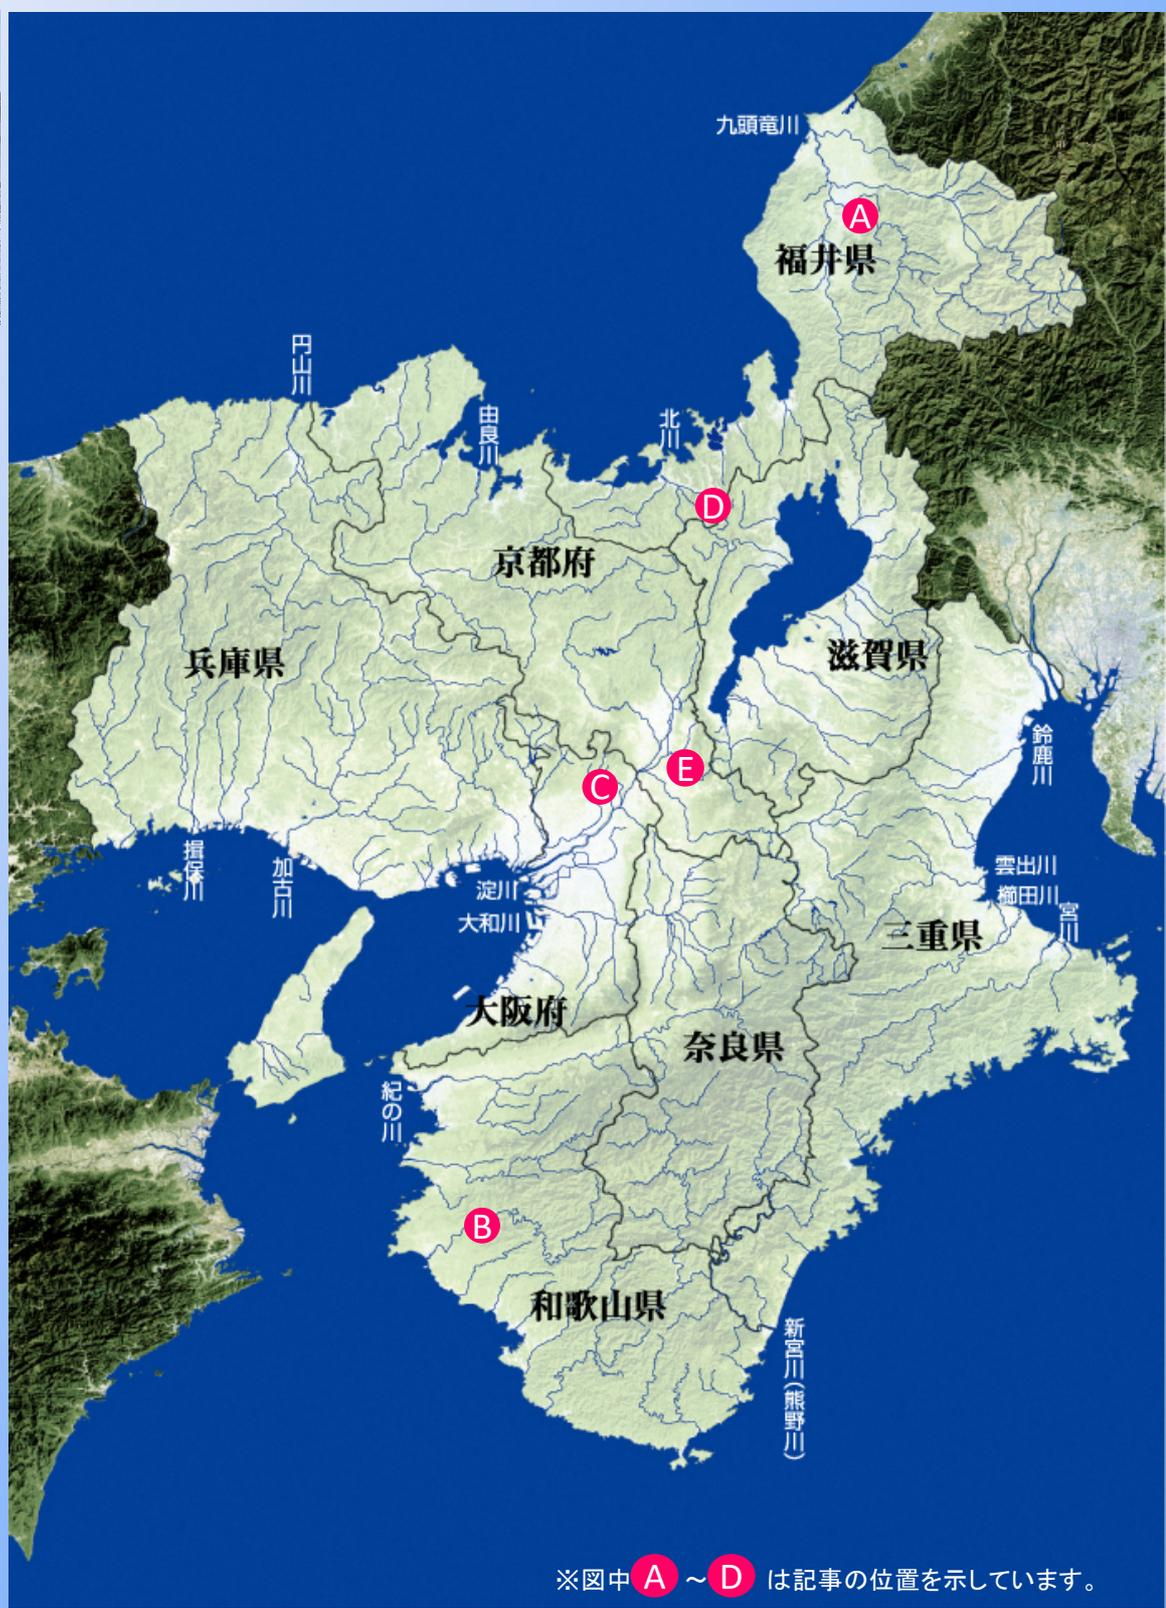 九頭竜川
A
福井県
円山川
由良川
北川
D
京都府
兵庫県
滋賀県
鈴鹿川
E
C
揖保川
加古川
淀川
大和川
雲出川
櫛田川
宮川
三重県
大阪府
奈良県
紀の川
B
和歌山県
新宮川(熊野川)
※図中A～Dは記事の位置を示しています。